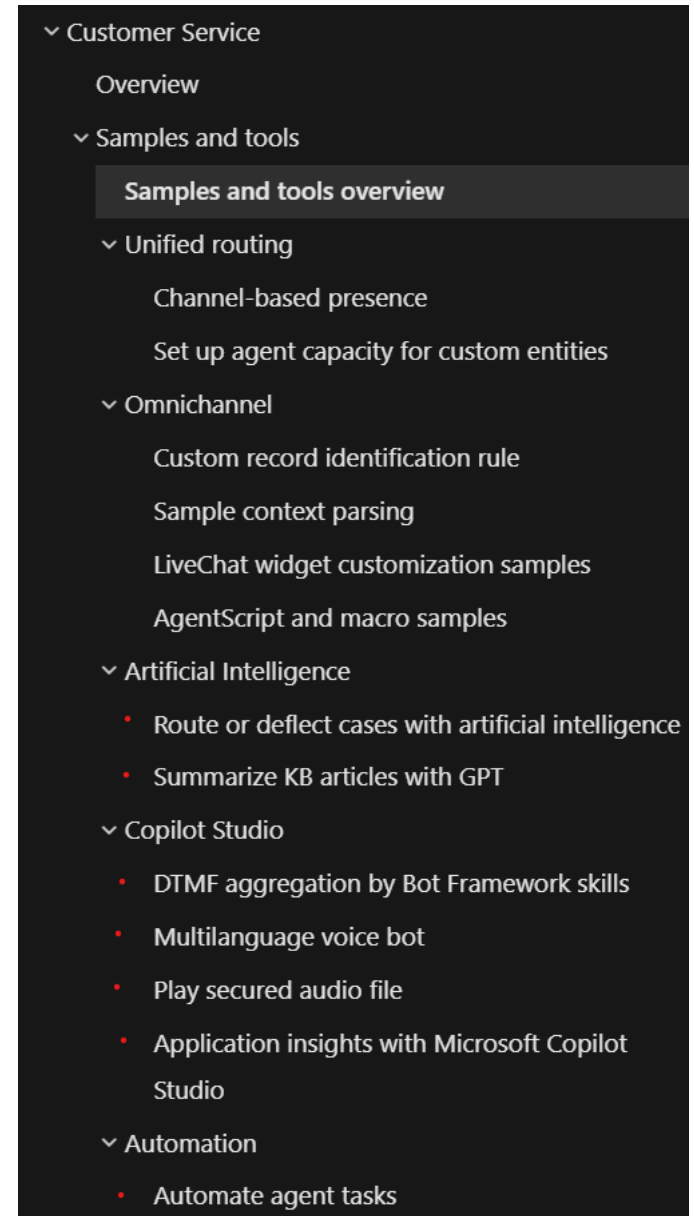 Customer Service
Overview
Samples and tools
Samples and tools overview
Unified routing
Channel-based presence
Set up agent capacity for custom entities
Omnichannel
Custom record identification rule
Sample context parsing
LiveChat widget customization samples
AgentScript and macro samples
Artificial Intelligence
Route or deflect cases with artificial intelligence
Summarize KB articles with GPT
Copilot Studio
DTMF aggregation by Bot Framework skills
Multilanguage voice bot
Play secured audio file
Application insights with Microsoft Copilot
Studio
Automation
Automate agent tasks